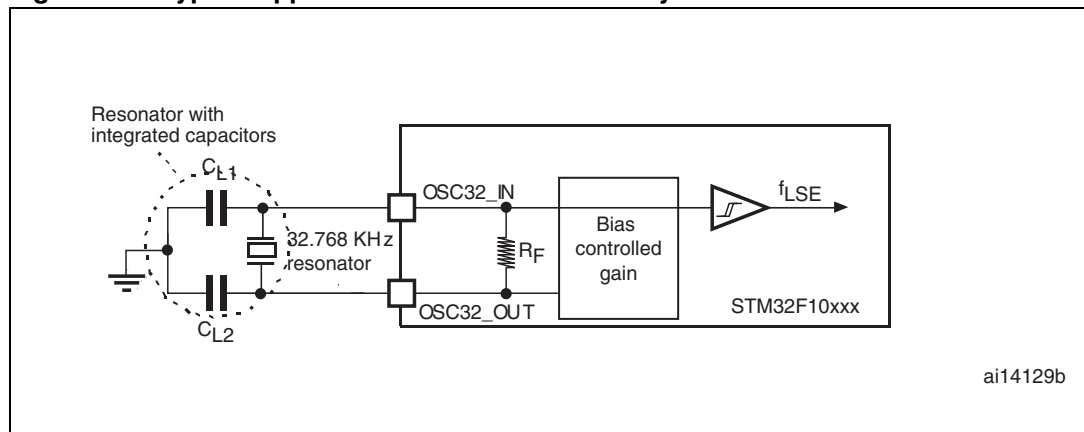 Resonator with
integrated capacitors
CL1
OSC32_IN
fLSE
32.768 KHz
resonator
RF
Bias
controlled
gain
OSC32_OUT
STM32F10xxx
CL2
ai14129b